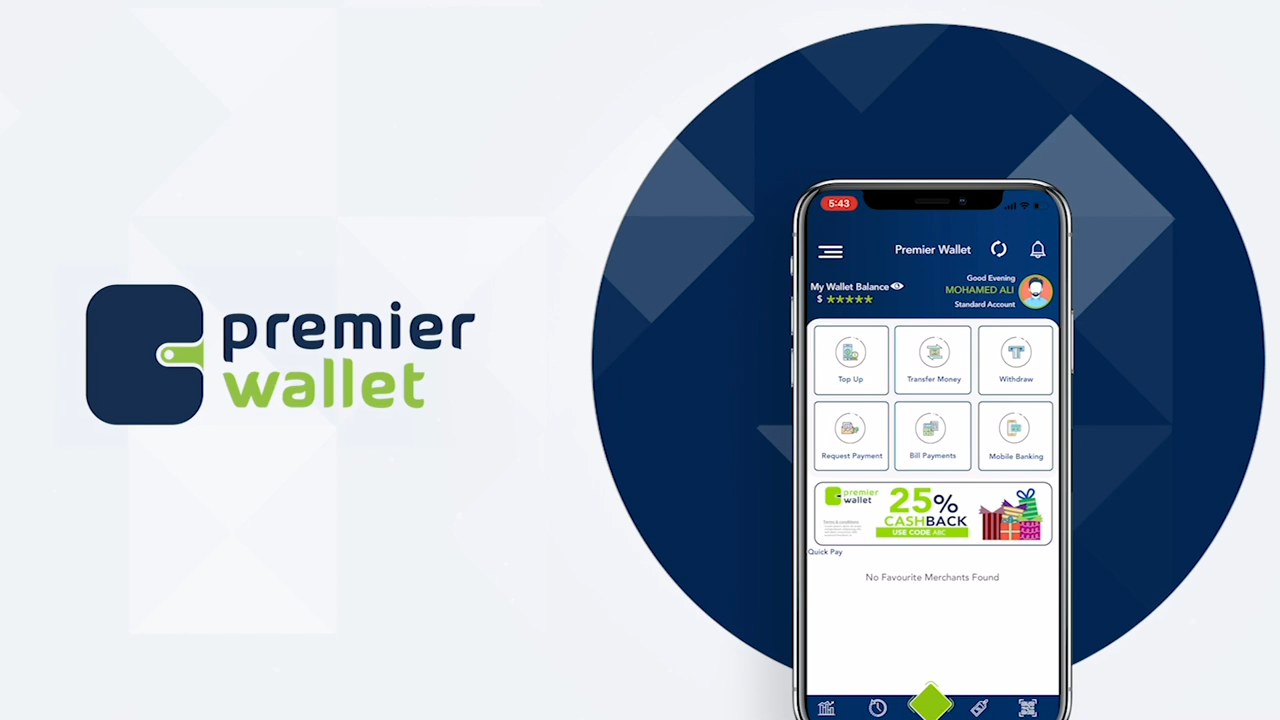 premier
wallet
5:43
Premier Wallet
Good Evening
My Wallet Balance
MOHAMED ALI
$ *****
Standard Account
Top Up
Transfer Money
Withdraw
Request Payment
Bill Payments
Mobile Banking
premier
wallet
25%
CASHBACK
USE CODE ABC
Terms & conditions
Quick Pay
No Favourite Merchants Found